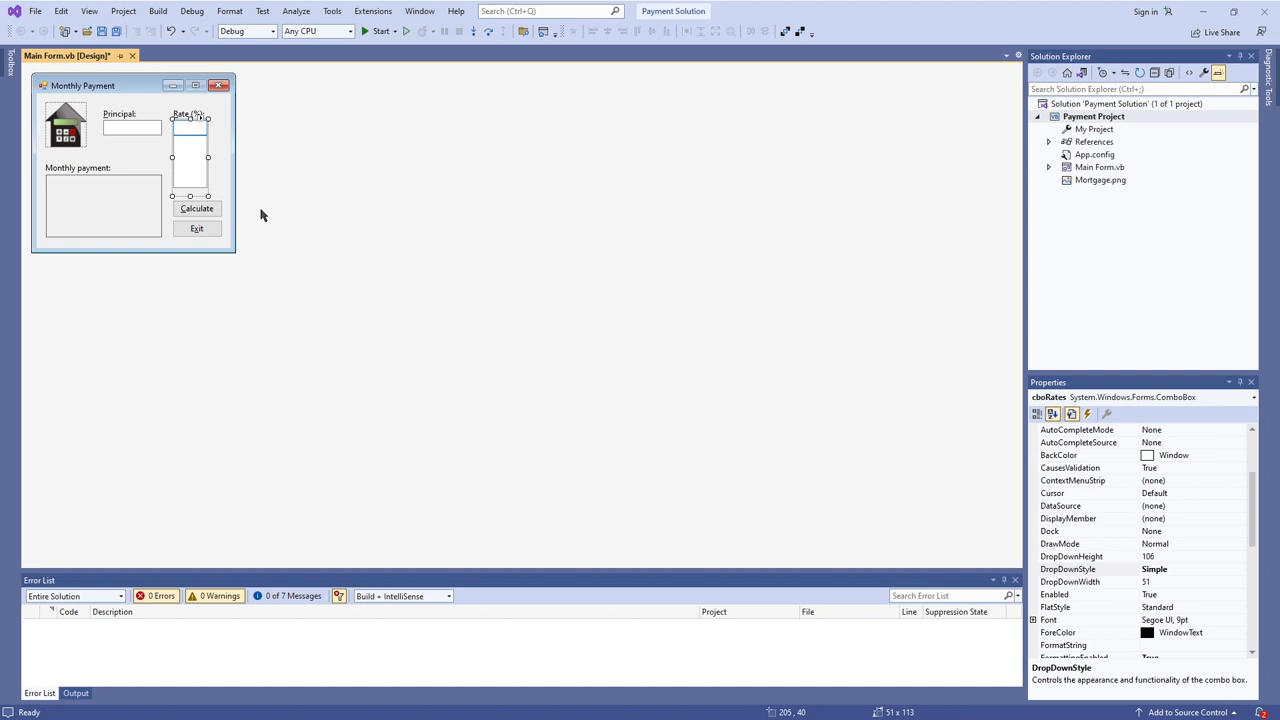 File Edit View Project Build Debug Test Analyze Tools Extensions Window Help Search (Ctrl+Q) Payment Solution Sign in
Debug Any CPU Start Live Share
Toolbox
Main Form.vb [Design]*
Monthly Payment
Principal: Rate (%):
Monthly payment:
Calculate
Exit
Solution Explorer
Search Solution Explorer (Ctrl+;)
Solution 'Payment Solution' (1 of 1 project)
Payment Project
My Project
References
App.config
Main Form.vb
Mortgage.png
Diagnostic Tools
Properties
cboRates System.Windows.Forms.ComboBox
AutoCompleteMode None
AutoCompleteSource None
BackColor Window
CausesValidation True
ContextMenuStrip (none)
Cursor Default
DataSource (none)
DisplayMember (none)
Dock None
DrawMode Normal
DropDownHeight 106
DropDownStyle Simple
DropDownWidth 51
Enabled True
FlatStyle Standard
Font Segoe UI, 9pt
ForeColor WindowText
FormatString
FormattingEnabled True
DropDownStyle
Controls the appearance and functionality of the combo box.
Error List
Entire Solution 0 Errors 0 Warnings 0 of 7 Messages Build + IntelliSense Search Error List
Code Description Project File Line Suppression State
Error List Output
Ready 205, 40 51 x 113 Add to Source Control 2